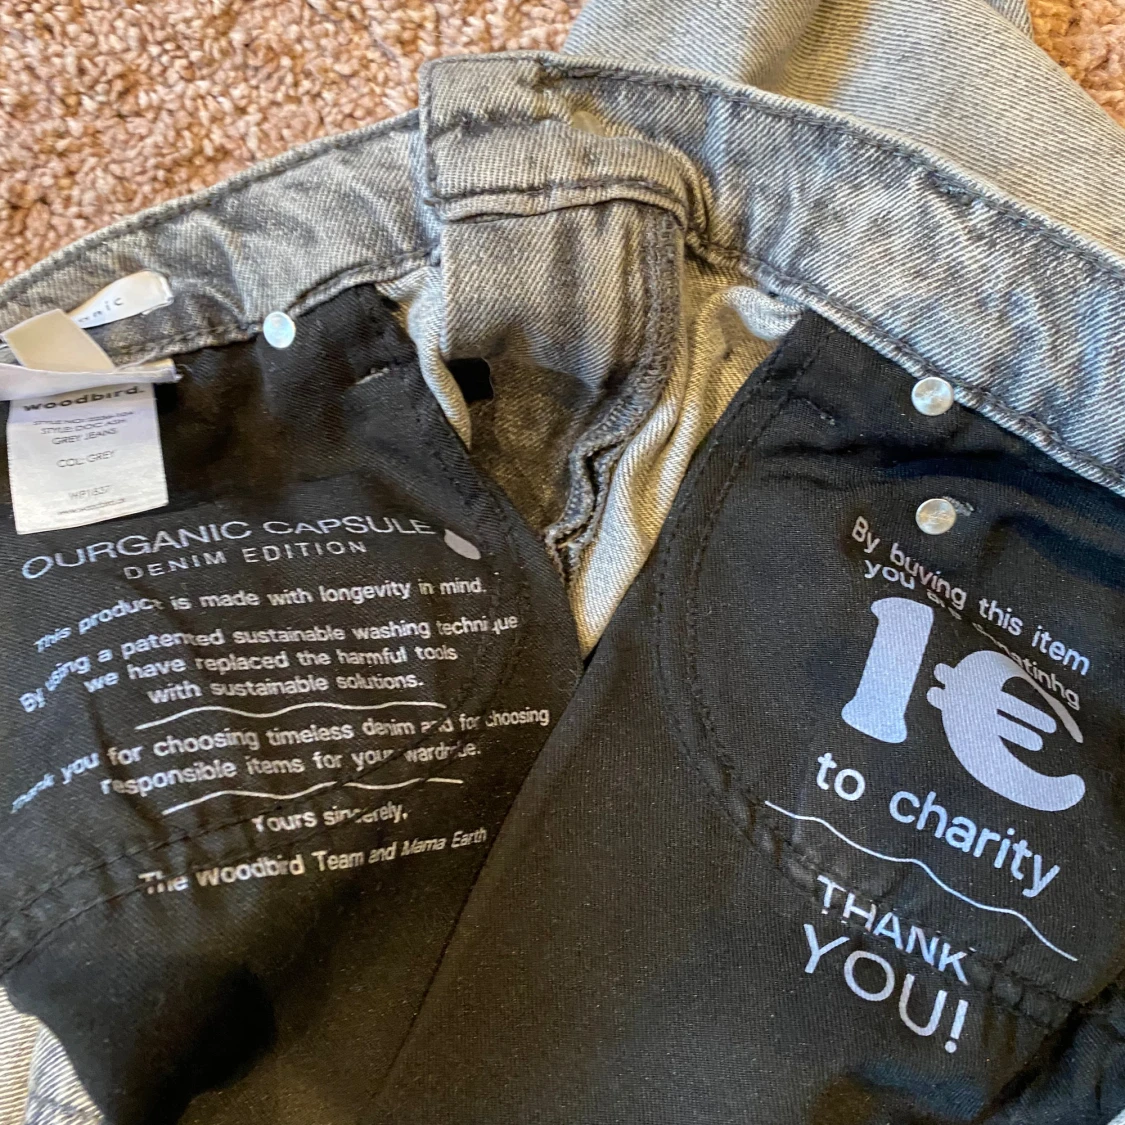 onic
woodbird.
GREY JEANS
COL: GREY
WP1637
OURGANIC CAPSULE
DENIM EDITION
This product is made with longevity in mind.
By using a patented sustainable washing technique
we have replaced the harmful tools
with sustainable solutions.
Thank you for choosing timeless denim and for choosing
responsible items for your wardrobe.
Yours sincerely,
The Woodbird Team and Mama Earth
By buying this item
you
1€
to charity
THANK
YOU!